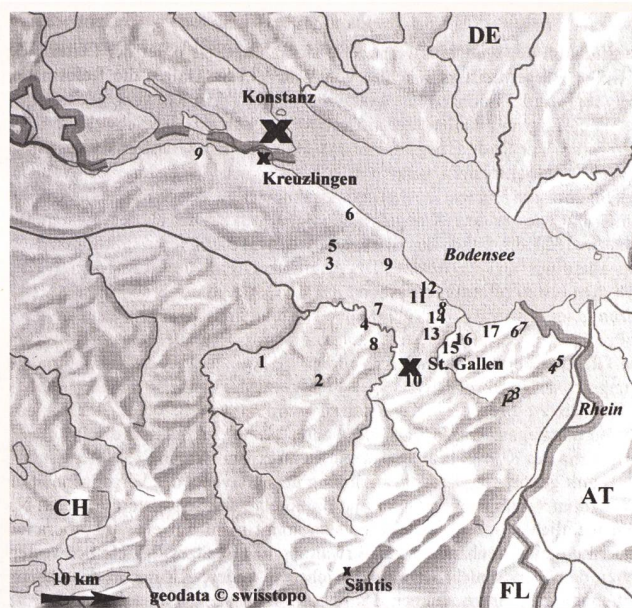 DE
Konstanz
X
9
x
Kreuzlingen
6
5
3
9
Bodensee
12
11
8
7
14
4
13
16
17
6 7
8
15
St. Gallen
1
X
10
2
4 5
1 2 3
Rhein
CH
AT
x
Säntis
10 km
geodata © swisstopo
FL